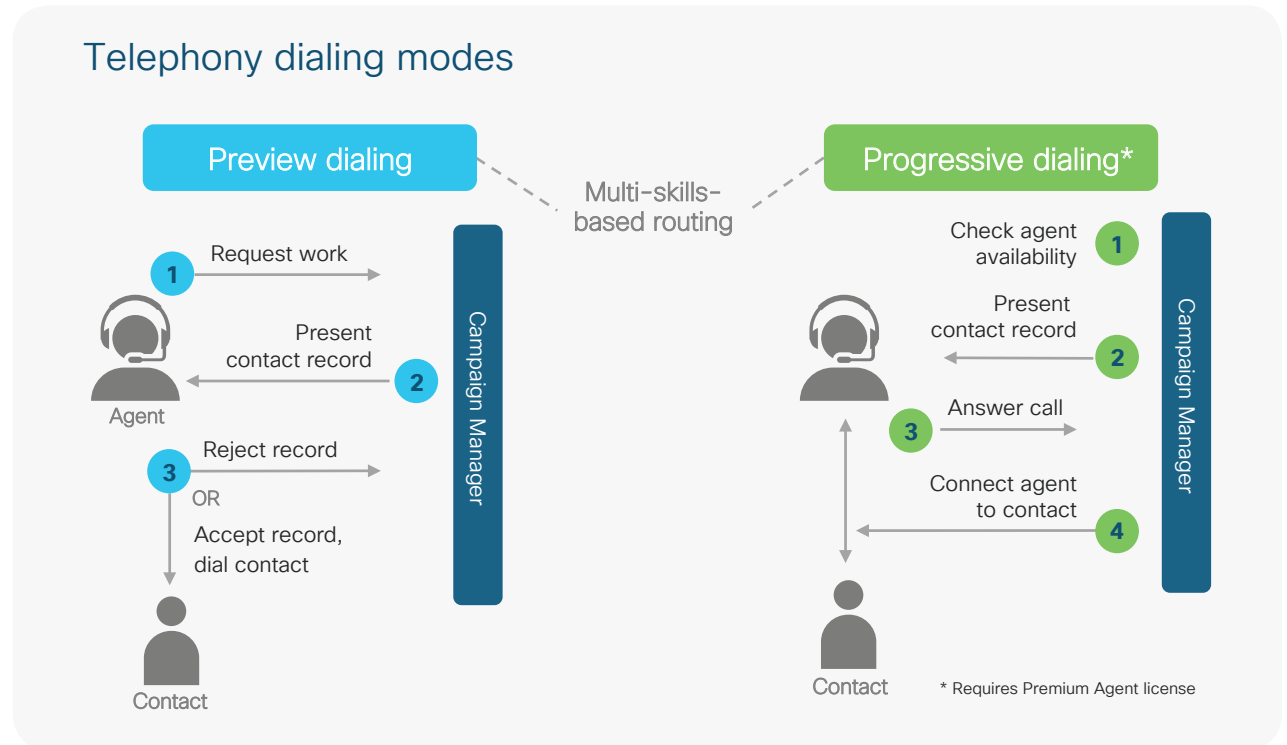 Telephony dialing modes
Preview dialing
Multi-skills-
based routing
Progressive dialing*
1
Request work
Present
contact record
2
Agent
3
Reject record
OR
Accept record,
dial contact
Contact
Campaign Manager
Check agent
availability
1
Present
contact record
2
Answer call
3
Connect agent
to contact
4
Campaign Manager
Contact
* Requires Premium Agent license